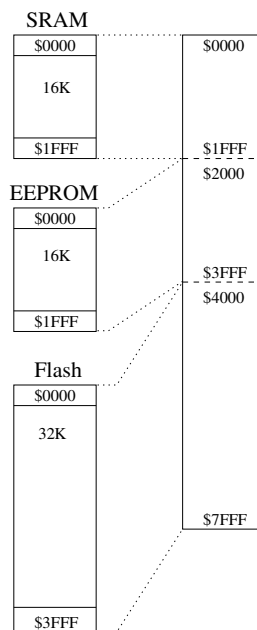 SRAM
$0000
16K
$1FFF
EEPROM
$0000
16K
$1FFF
Flash
$0000
32K
$3FFF
$0000
$1FFF
$2000
$3FFF
$4000
$7FFF